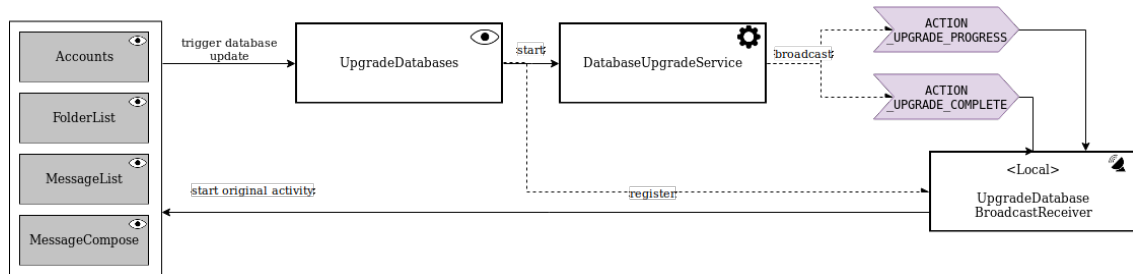 Accounts
FolderList
MessageList
MessageCompose
trigger database
update
UpgradeDatabases
start
DatabaseUpgradeService
broadcast
ACTION
_UPGRADE_PROGRESS
ACTION
_UPGRADE_COMPLETE
<Local>
UpgradeDatabase
BroadcastReceiver
register
start original activity